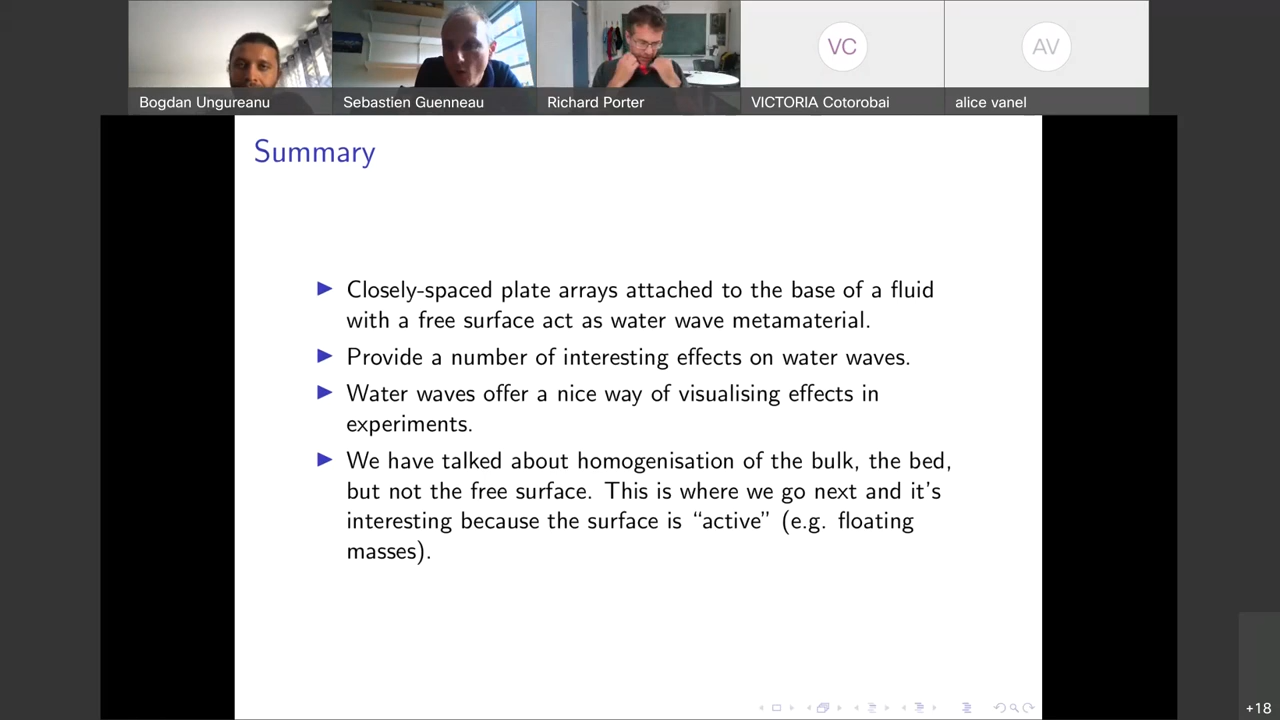 VC
AV
Bogdan Ungureanu
Sebastien Guenneau
Richard Porter
VICTORIA Cotorobai
alice vanel
Summary
Closely-spaced plate arrays attached to the base of a fluid
with a free surface act as water wave metamaterial.
Provide a number of interesting effects on water waves.
Water waves offer a nice way of visualising effects in
experiments.
We have talked about homogenisation of the bulk, the bed,
but not the free surface. This is where we go next and it's
interesting because the surface is “active” (e.g. floating
masses).
+18